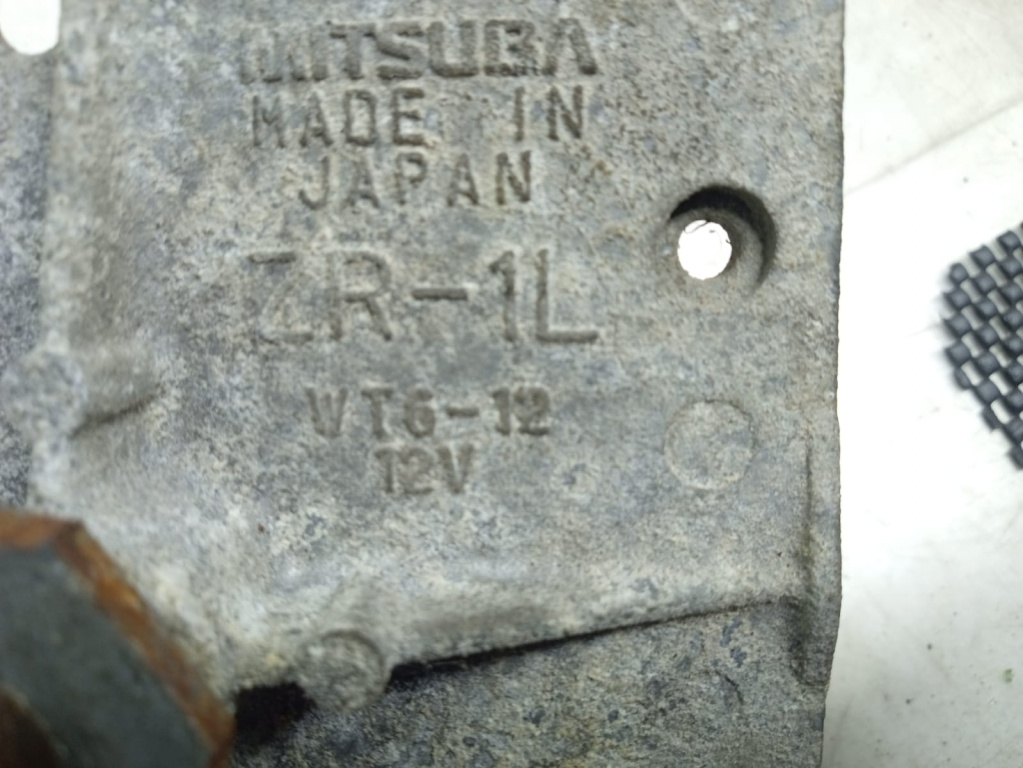 MITSUBA
MADE IN
JAPAN
ZR-1L
WT6-12
12V